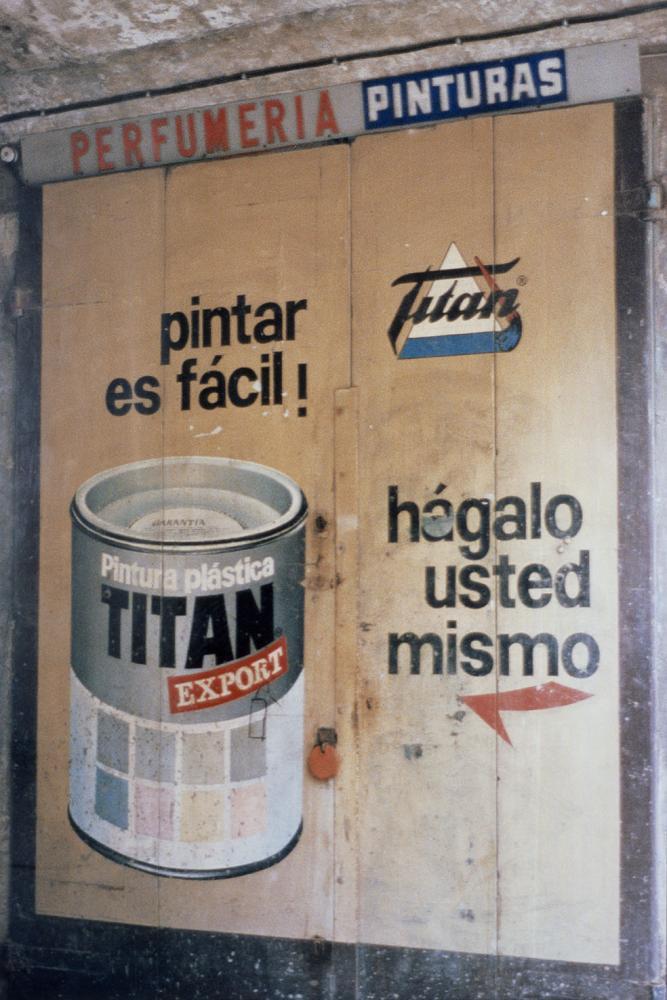 PERFUMERIA PINTURAS
Titan®
pintar
es fácil!
GARANTIA
Pintura plástica
TITAN
EXPORT
hágalo
usted
mismo